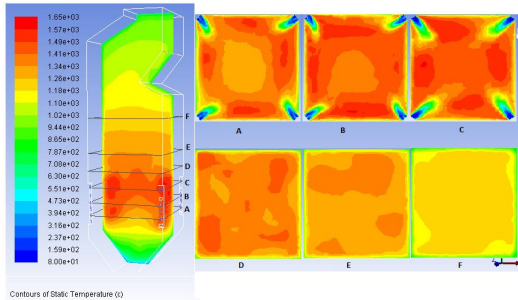 1.65e+03
1.57e+03
1.49e+03
1.41e+03
1.34e+03
1.26e+03
1.18e+03
1.10e+03
1.02e+03
9.44e+02
8.65e+02
7.87e+02
7.08e+02
6.30e+02
5.51e+02
4.73e+02
3.94e+02
3.16e+02
2.37e+02
1.59e+02
8.00e+01
F
E
D
C
B
A
A
B
C
D
E
F
Contours of Static Temperature (c)